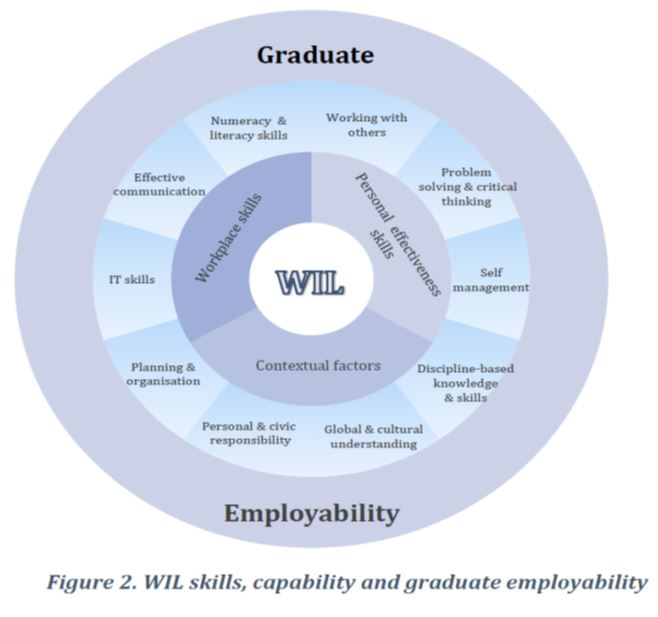 Graduate
Numeracy &
literacy skills
Working with
others
Effective
communication
Problem
solving & critical
thinking
Workplace skills
Personal effectiveness
skills
IT skills
WIL
Self
management
Planning &
organisation
Contextual factors
Discipline-based
knowledge
& skills
Personal & civic
responsibility
Global & cultural
understanding
Employability
Figure 2. WIL skills, capability and graduate employability